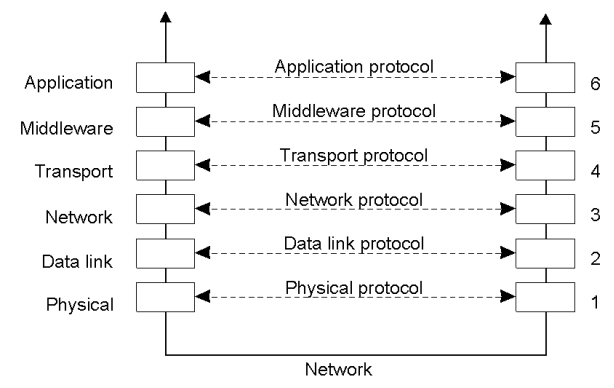 Application protocol
Application
6
Middleware protocol
Middleware
5
Transport protocol
Transport
4
Network protocol
Network
3
Data link protocol
Data link
2
Physical protocol
Physical
1
Network